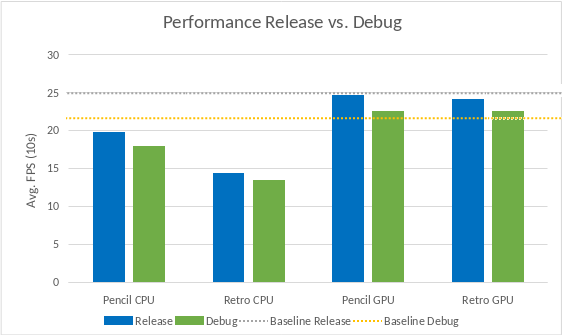 Performance Release vs. Debug
30
25
20
15
10
5
0
Avg. FPS (10s)
Pencil CPU Retro CPU Pencil GPU Retro GPU
Release Debug Baseline Release Baseline Debug